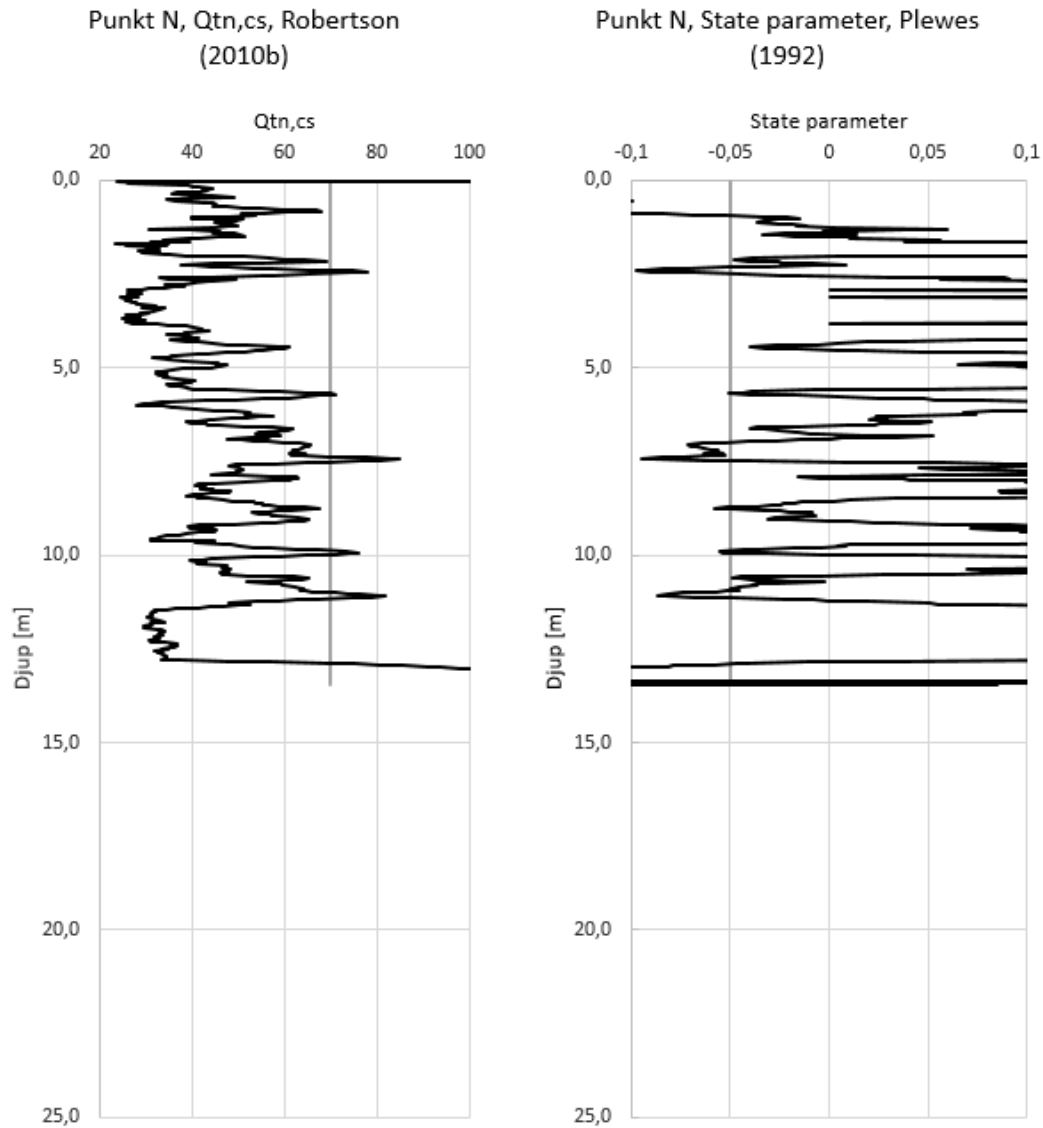 Punkt N, Qtn,cs, Robertson
(2010b)
Qtn,cs
20 40 60 80 100
0,0
5,0
10,0
15,0
20,0
25,0
Djup [m]
Punkt N, State parameter, Plewes
(1992)
State parameter
-0,1 -0,05 0 0,05 0,1
0,0
5,0
10,0
15,0
20,0
25,0
Djup [m]